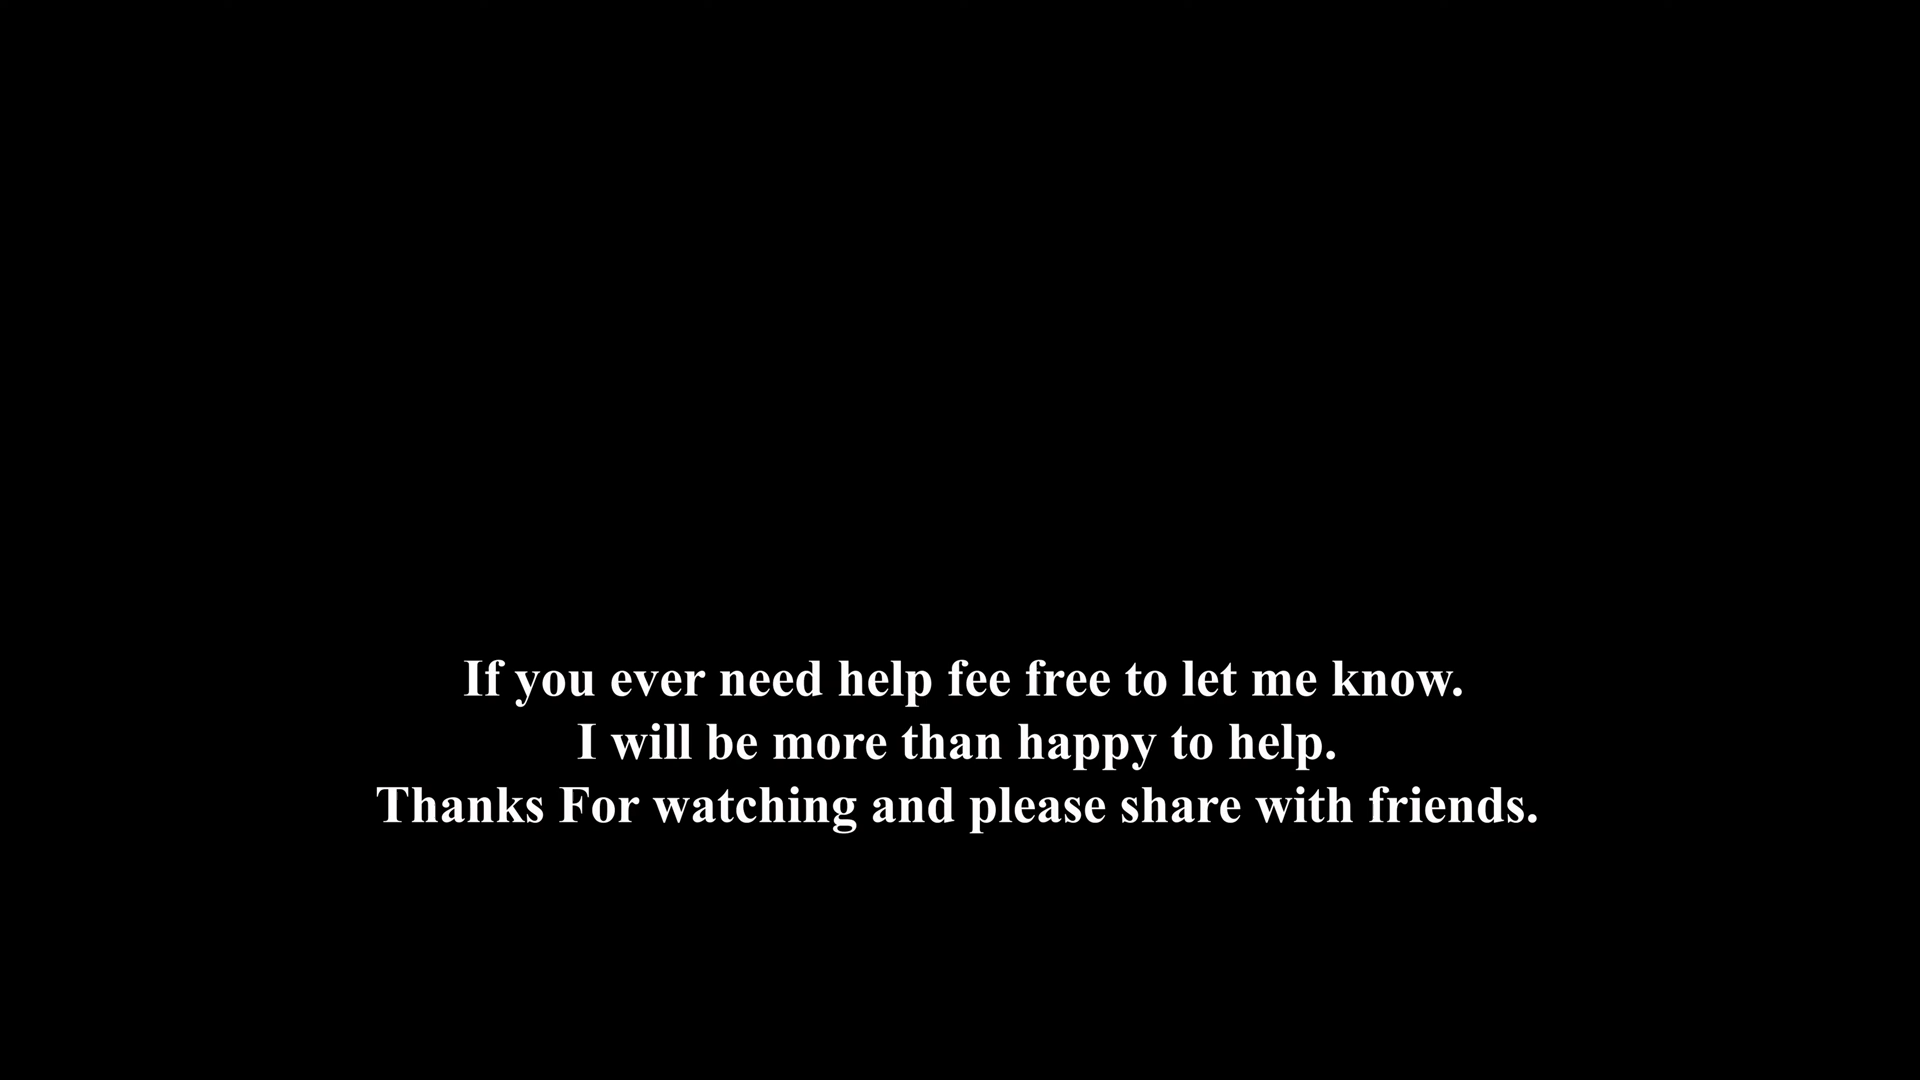 If you ever need help fee free to let me know.
I will be more than happy to help.
Thanks For watching and please share with friends.